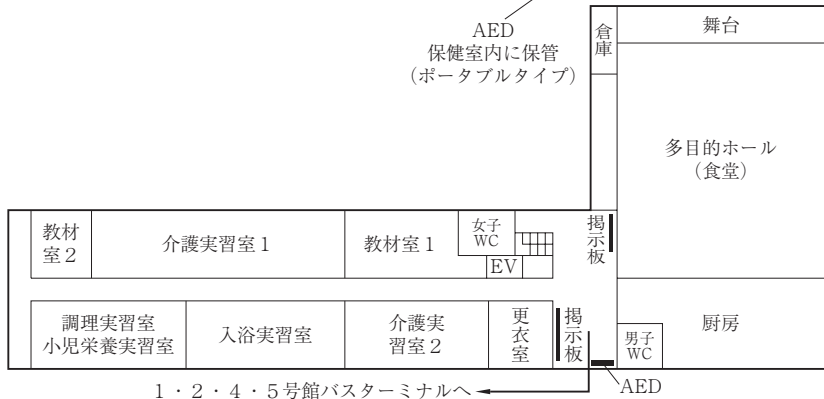 AED
保健室内に保管
（ポータブルタイプ）
倉庫
舞台
多目的ホール
（食堂）
教材
室２
介護実習室１
教材室１
女子
WC
EV
掲示板
調理実習室
小児栄養実習室
入浴実習室
介護実
習室２
更衣室
掲示板
男子
WC
厨房
１・２・４・５号館バスターミナルへ
AED